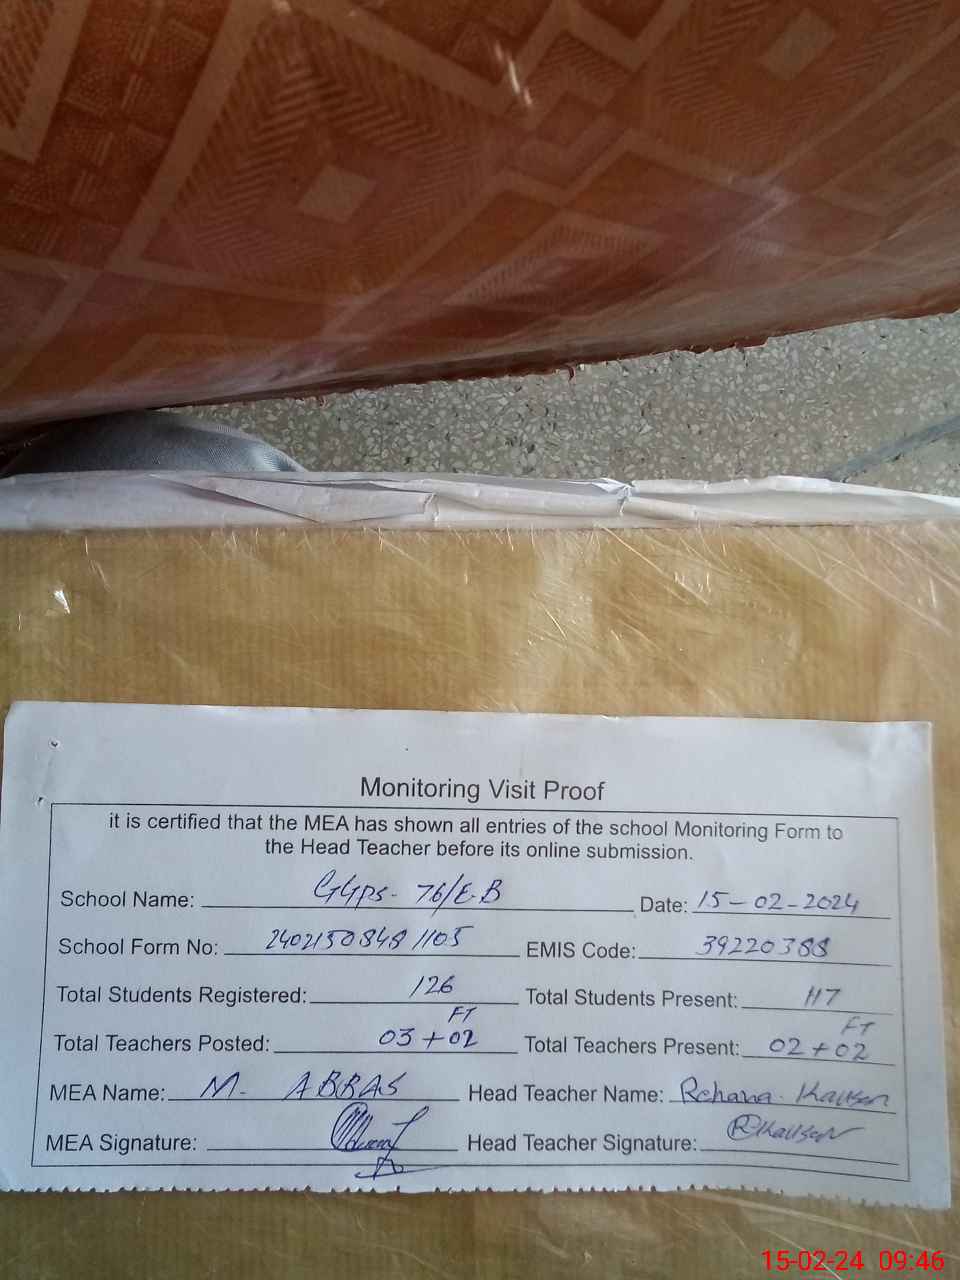 Monitoring Visit Proof
it is certified that the MEA has shown all entries of the school Monitoring Form to
the Head Teacher before its online submission.
School Name: GGPS- 76/E.B Date: 15-02-2024
School Form No: 24021508481105 EMIS Code: 39220388
Total Students Registered: 126 Total Students Present: 117
FT FT
Total Teachers Posted: 03+02 Total Teachers Present: 02+02
MEA Name: M. ABBAS Head Teacher Name: Rehana Kausar
MEA Signature: Head Teacher Signature: RKausar
15-02-24 09:46